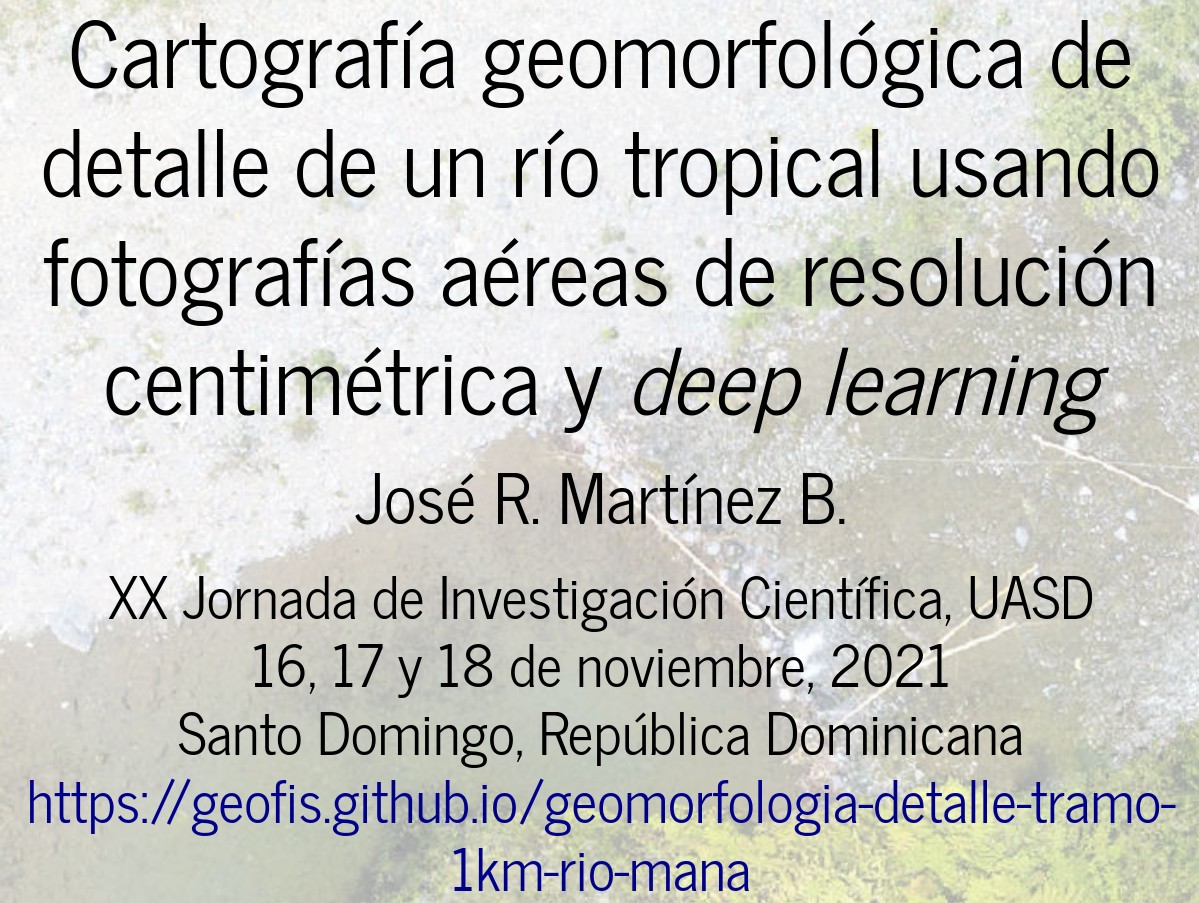 Cartografía geomorfológica de
detalle de un río tropical usando
fotografías aéreas de resolución
centimétrica y deep learning
José R. Martínez B.
XX Jornada de Investigación Científica, UASD
16, 17 y 18 de noviembre, 2021
Santo Domingo, República Dominicana
https://geofis.github.io/geomorfologia-detalle-tramo-
1km-rio-mana